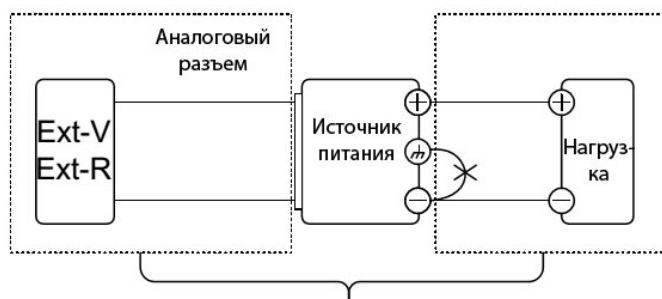 Аналоговый
разъем
Ext-V
Ext-R
Источник
питания
+
−
Нагруз-
ка
+
−